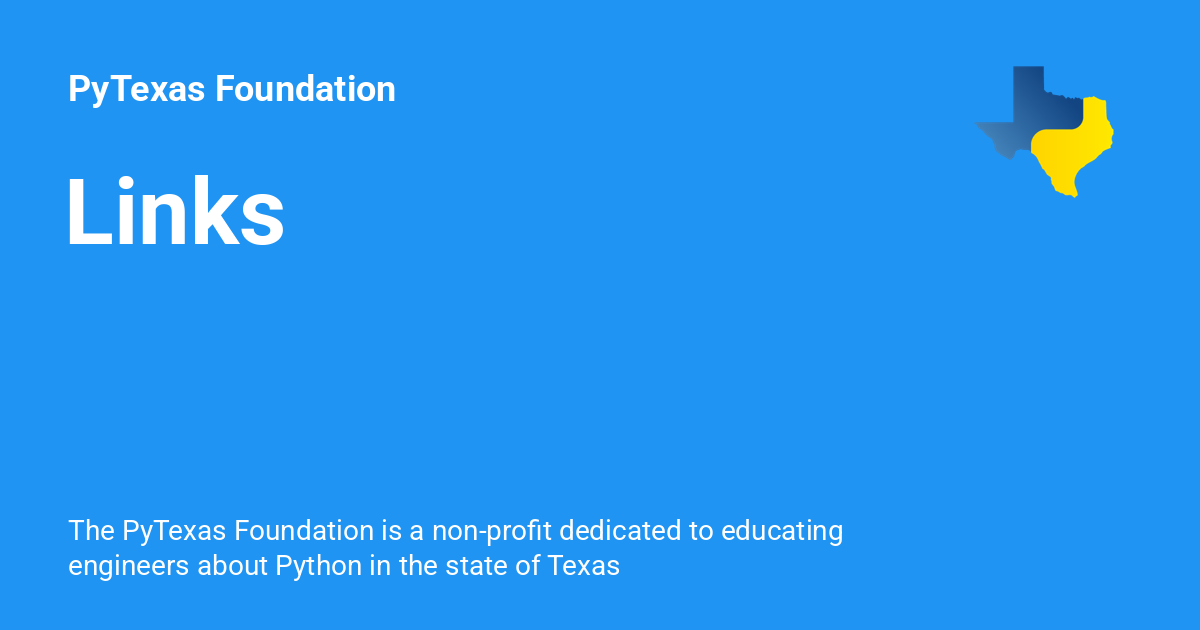 PyTexas Foundation
Links
The PyTexas Foundation is a non-profit dedicated to educating
engineers about Python in the state of Texas